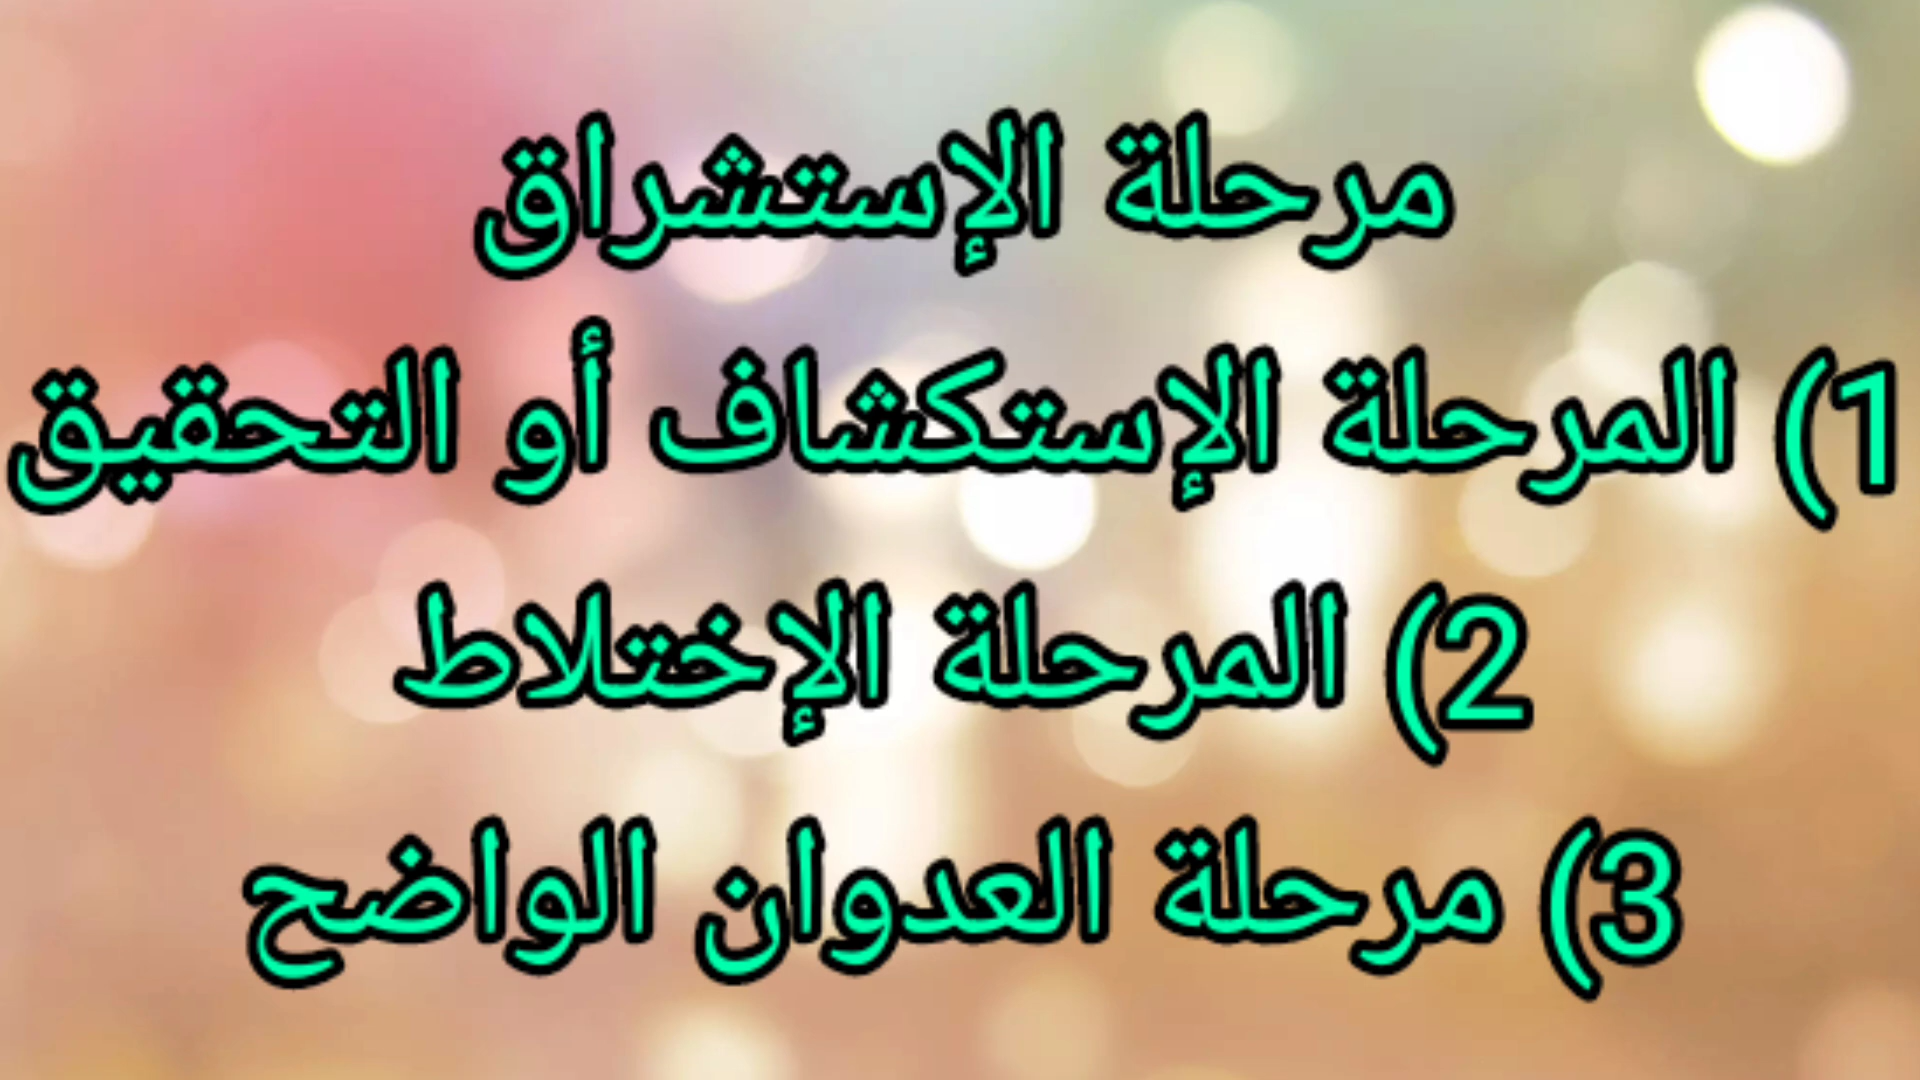 مرحلة الإستشراق
1) المرحلة الإستكشاف أو التحقيق
2) المرحلة الإختلاط
3) مرحلة العدوان الواضح